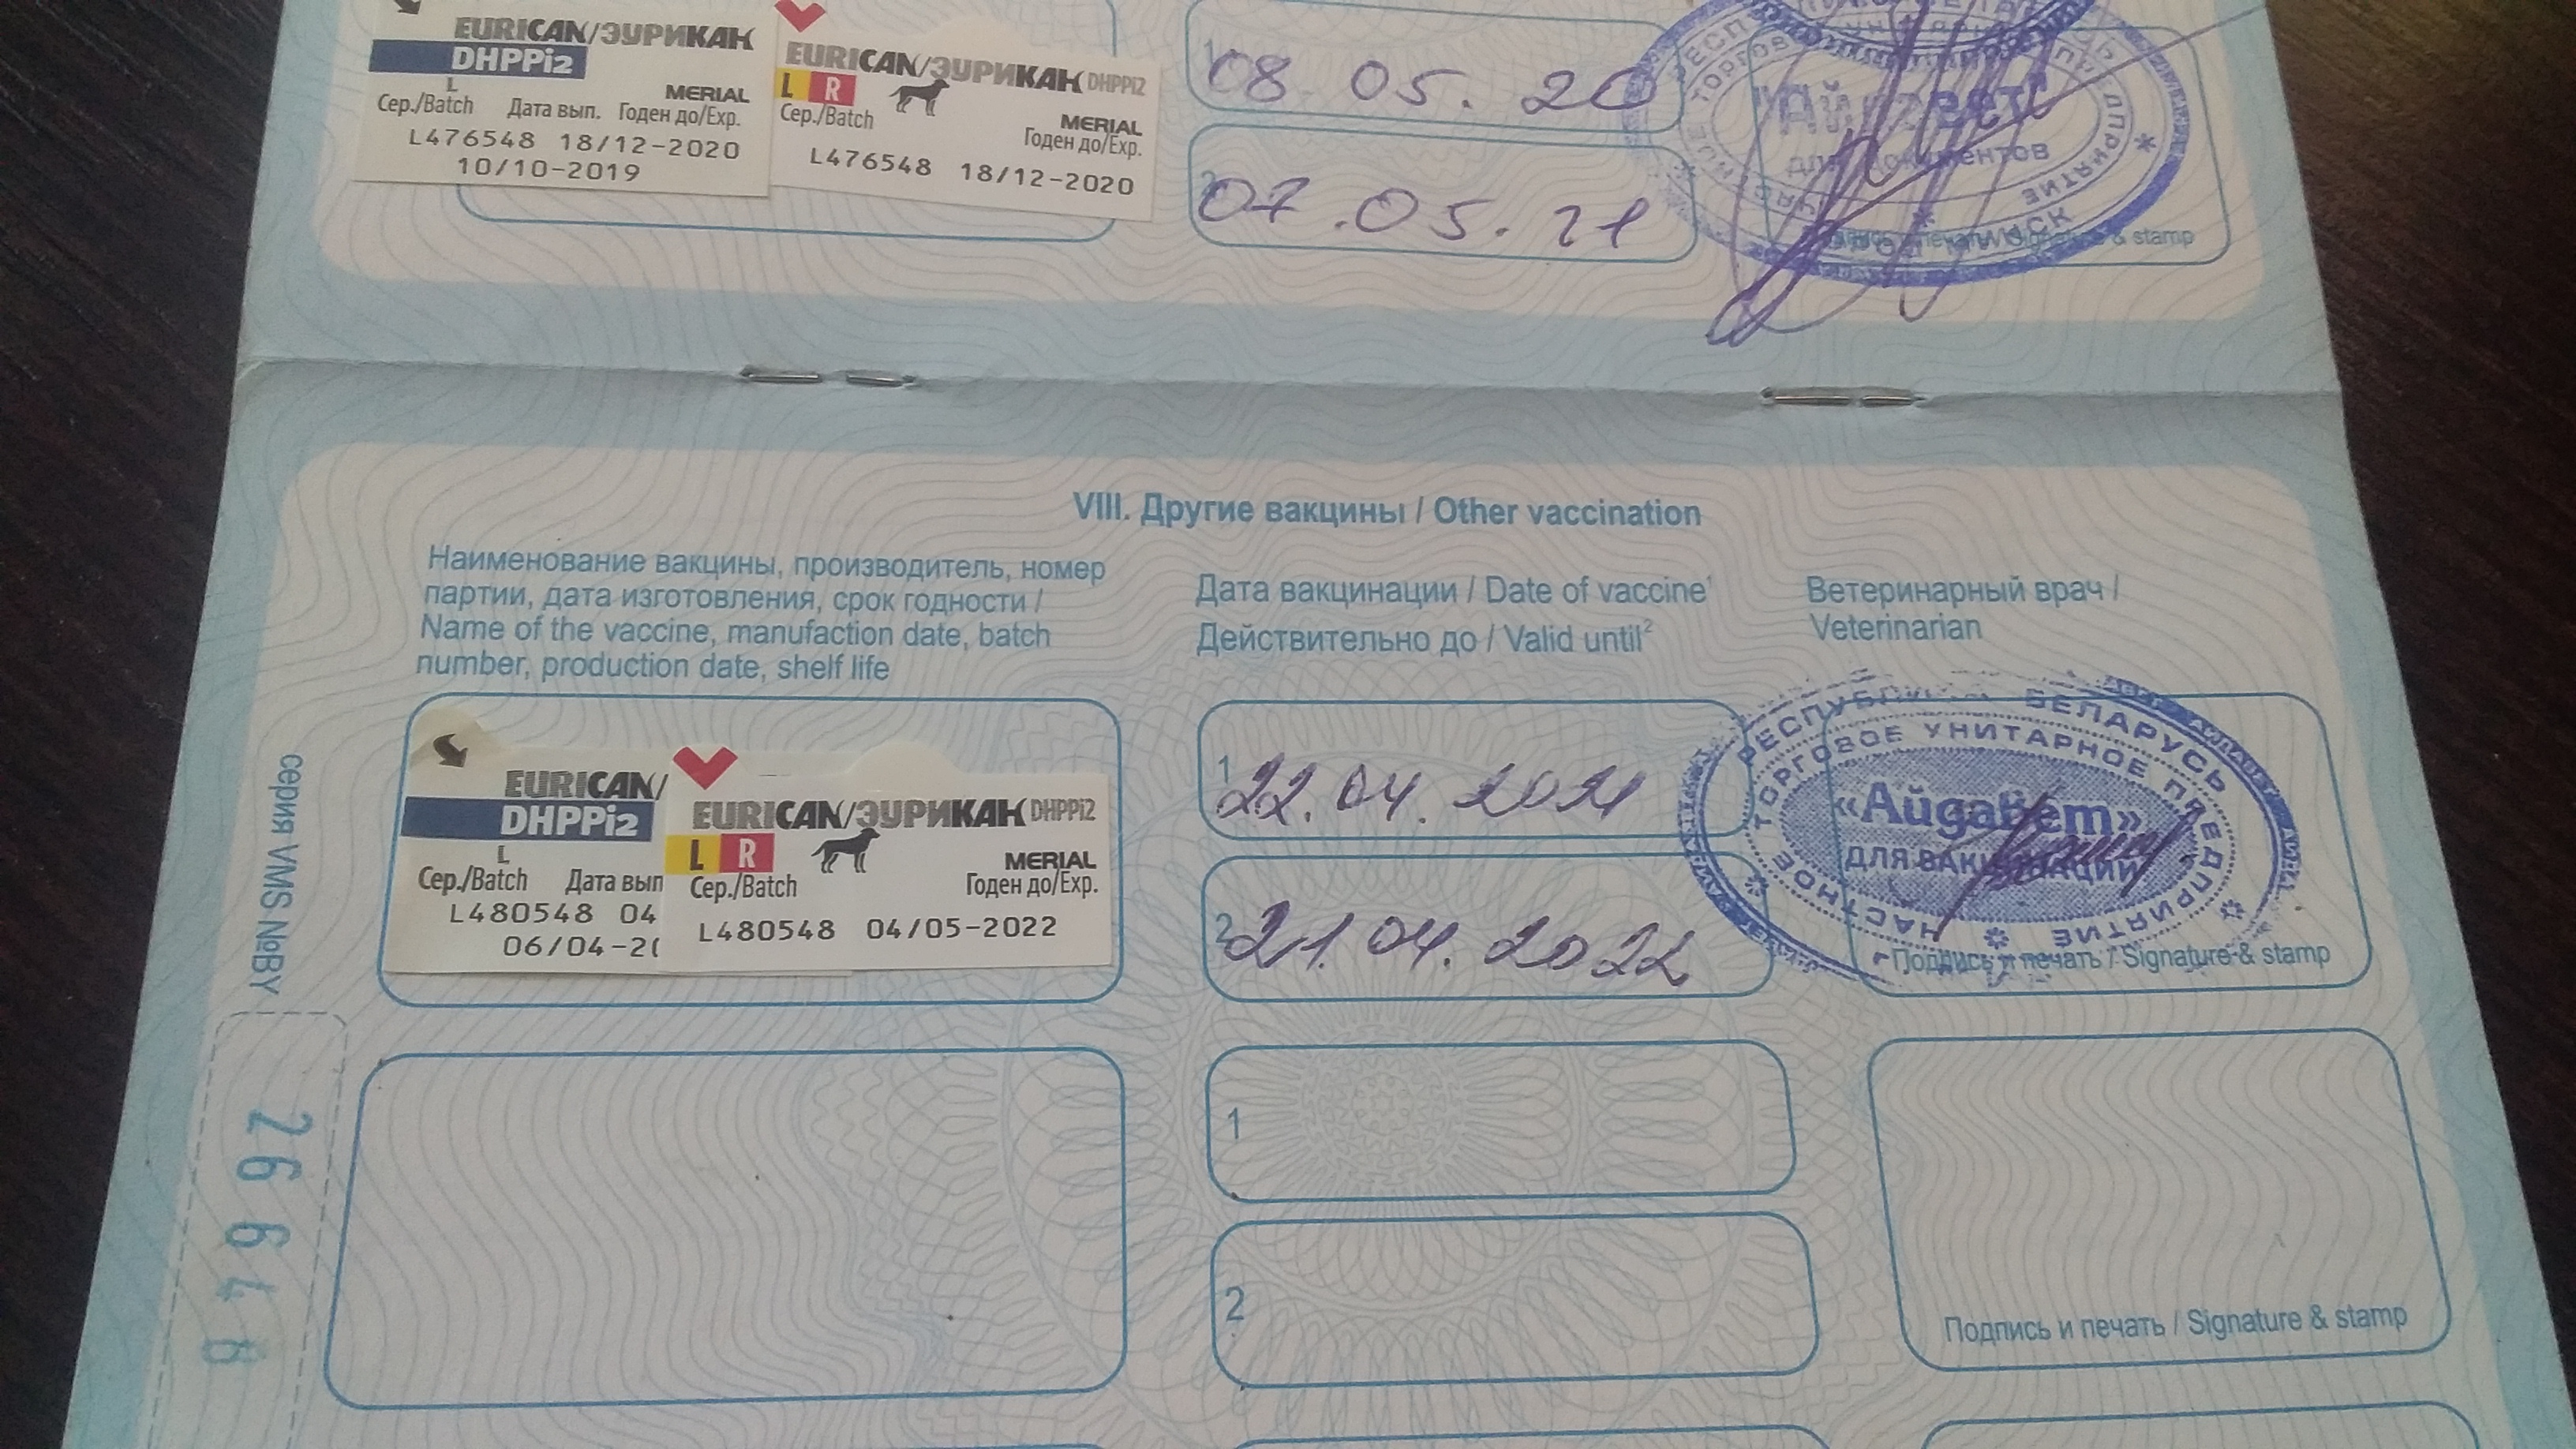 EURICAN/ЭУРИКАН
DHPPi2
L
MERIAL
Сер./Batch Дата вып. Годен до/Exp.
L476548 18/12-2020
10/10-2019
EURICAN/ЭУРИКАН DHPPi2
L R
Сер./Batch
MERIAL
Годен до/Exp.
L476548 18/12-2020
1
08 05. 20
2
07.05.21
для документов
& stamp
VIII. Другие вакцины / Other vaccination
Наименование вакцины, производитель, номер
партии, дата изготовления, срок годности /
Name of the vaccine, manufaction date, batch
number, production date, shelf life
Дата вакцинации / Date of vaccine¹
Действительно до / Valid until²
Ветеринарный врач /
Veterinarian
EURICAN/
DHPPi2
L
Сер./Batch Дата вып
L480548 04
06/04-20
EURICAN/ЭУРИКАН DHPPi2
L R
MERIAL
Сер./Batch Годен до/Exp.
L480548 04/05-2022
1
22.04.2021
2
21.04.2022
РЕСПУБЛИКА БЕЛАРУСЬ
ЧАСТНОЕ ТОРГОВОЕ УНИТАРНОЕ ПРЕДПРИЯТИЕ
«АйдаВет»
ДЛЯ ВАКЦИНАЦИИ
Подпись и печать / Signature & stamp
серия VMS №BY
1
2
Подпись и печать / Signature & stamp